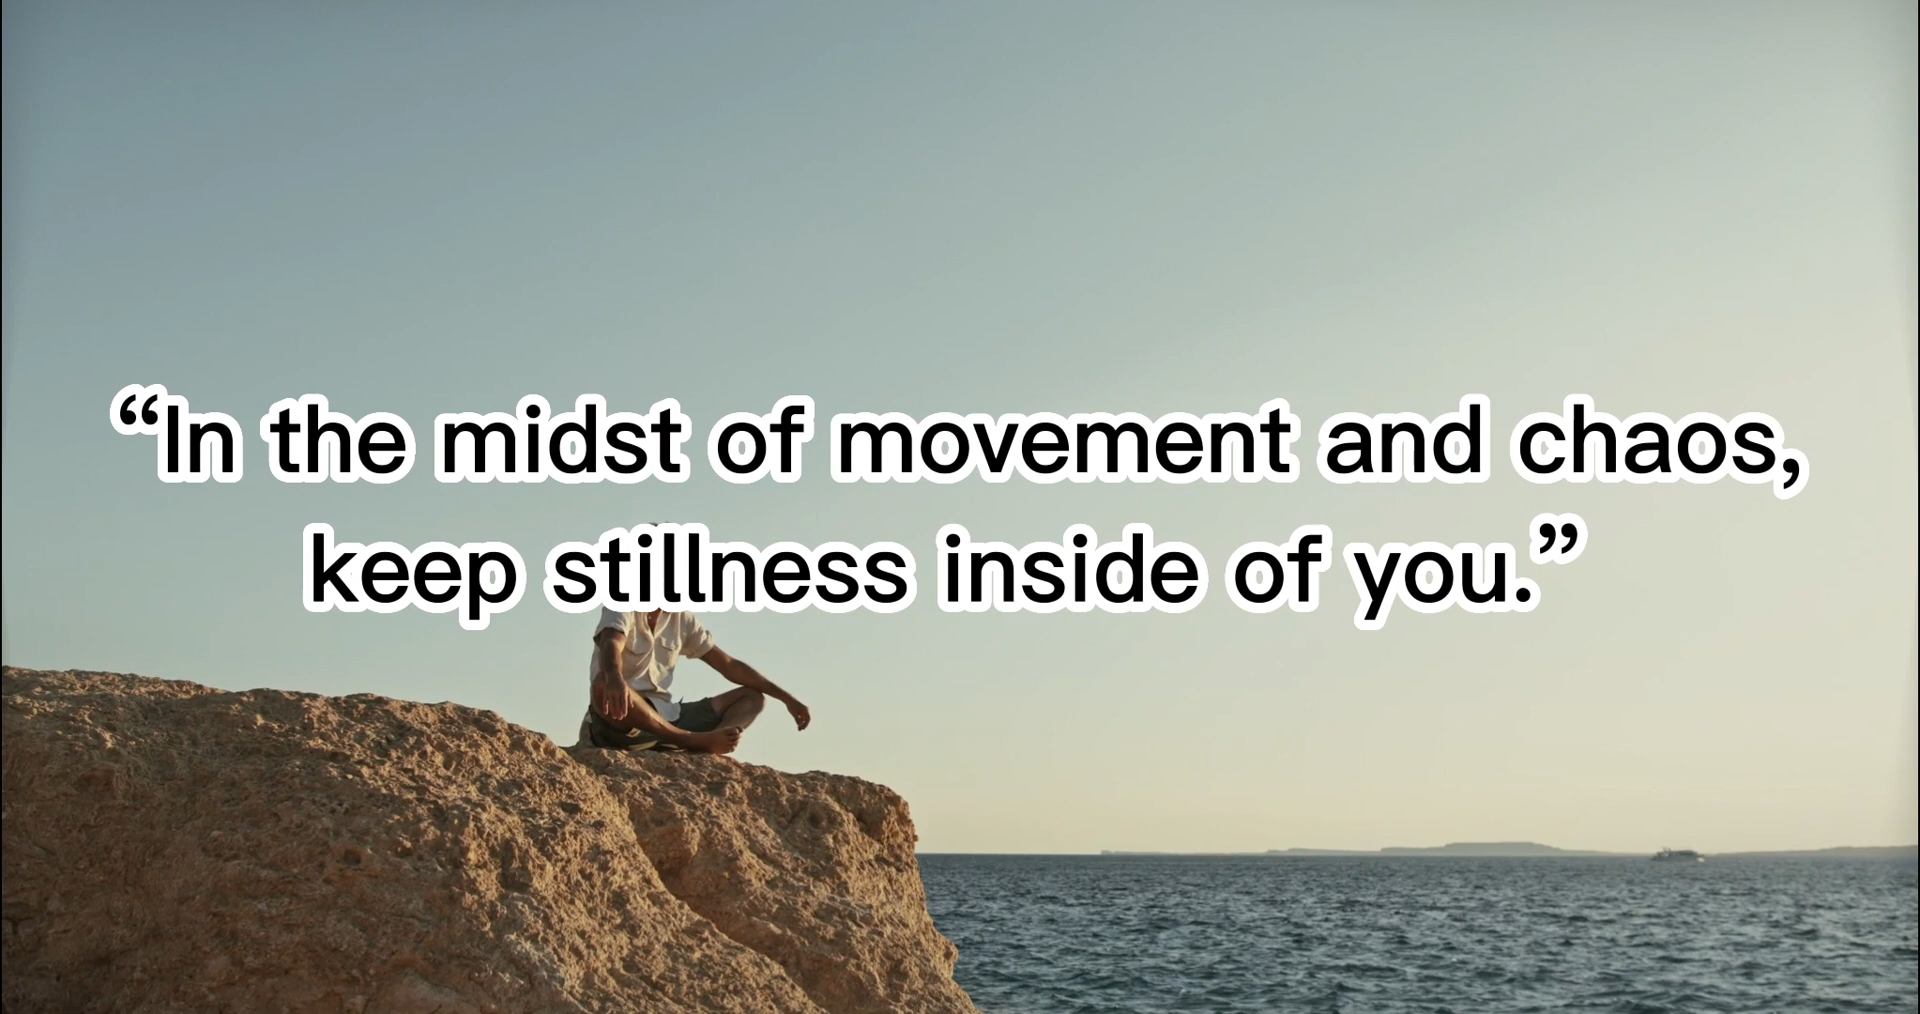 “In the midst of movement and chaos,
keep stillness inside of you.”